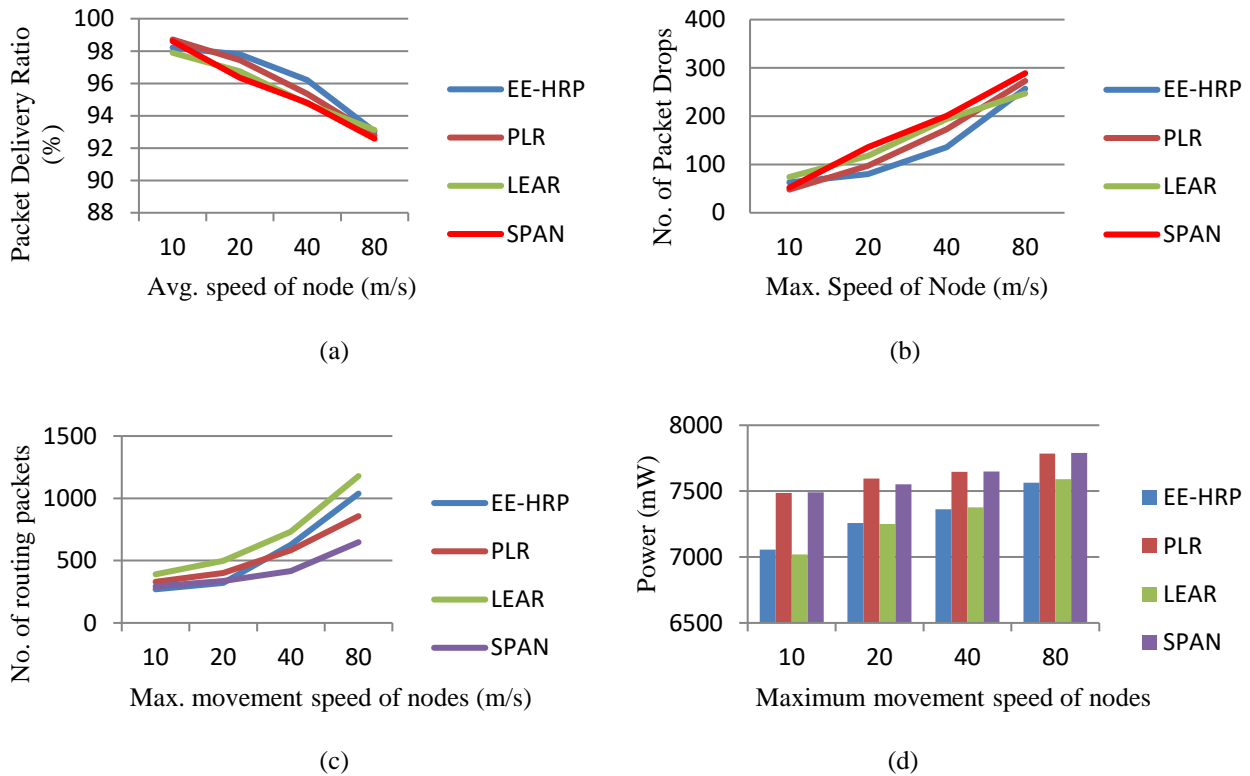 Packet Delivery Ratio
(%)
100
98
96
94
92
90
88
10 20 40 80
Avg. speed of node (m/s)
EE-HRP
PLR
LEAR
SPAN
(a)
No. of Packet Drops
400
300
200
100
0
10 20 40 80
Max. Speed of Node (m/s)
EE-HRP
PLR
LEAR
SPAN
(b)
No. of routing packets
1500
1000
500
0
10 20 40 80
Max. movement speed of nodes (m/s)
EE-HRP
PLR
LEAR
SPAN
(c)
Power (mW)
8000
7500
7000
6500
10 20 40 80
Maximum movement speed of nodes
EE-HRP
PLR
LEAR
SPAN
(d)